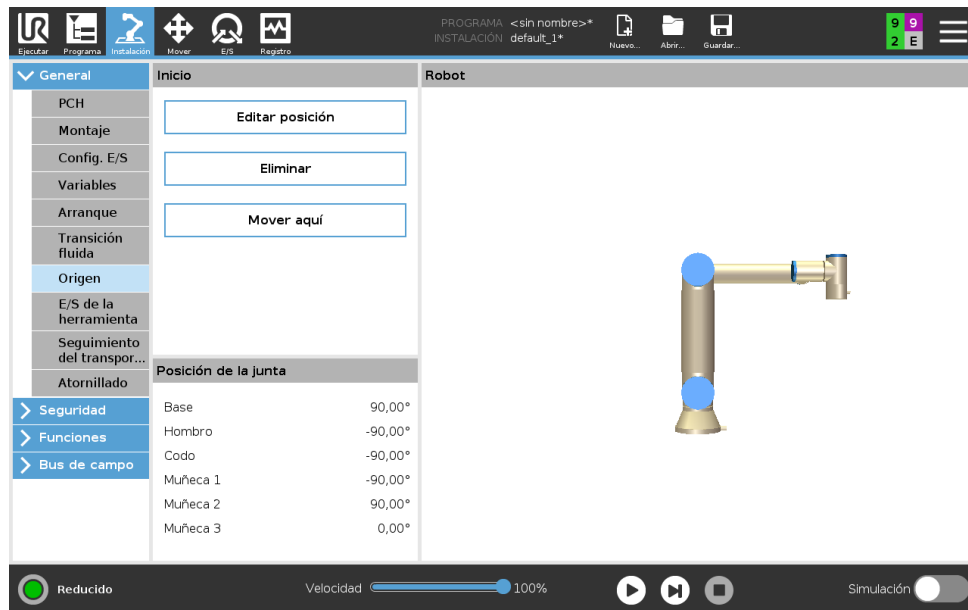 PROGRAMA <sin nombre>*
INSTALACIÓN default_1*
Ejecutar Programa Instalación Mover E/S Registro Nuevo... Abrir... Guardar...
9 9
2 E
General
PCH
Montaje
Config. E/S
Variables
Arranque
Transición
fluida
Origen
E/S de la
herramienta
Seguimiento
del transpor...
Atornillado
Seguridad
Funciones
Bus de campo
Inicio
Editar posición
Eliminar
Mover aquí
Posición de la junta
Base 90,00°
Hombro -90,00°
Codo -90,00°
Muñeca 1 -90,00°
Muñeca 2 90,00°
Muñeca 3 0,00°
Robot
Reducido Velocidad 100% Simulación